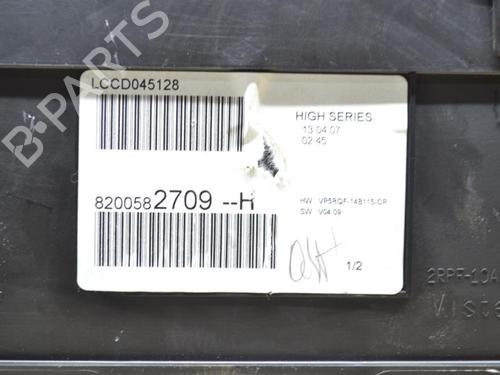 B-PARTS
LCCD045128
HIGH SERIES
13.04.07
02:45
8200582709 --H
HW: VP5RQF-14B115-CP
SW: V04.09
1/2
2RPF-10A
Viste